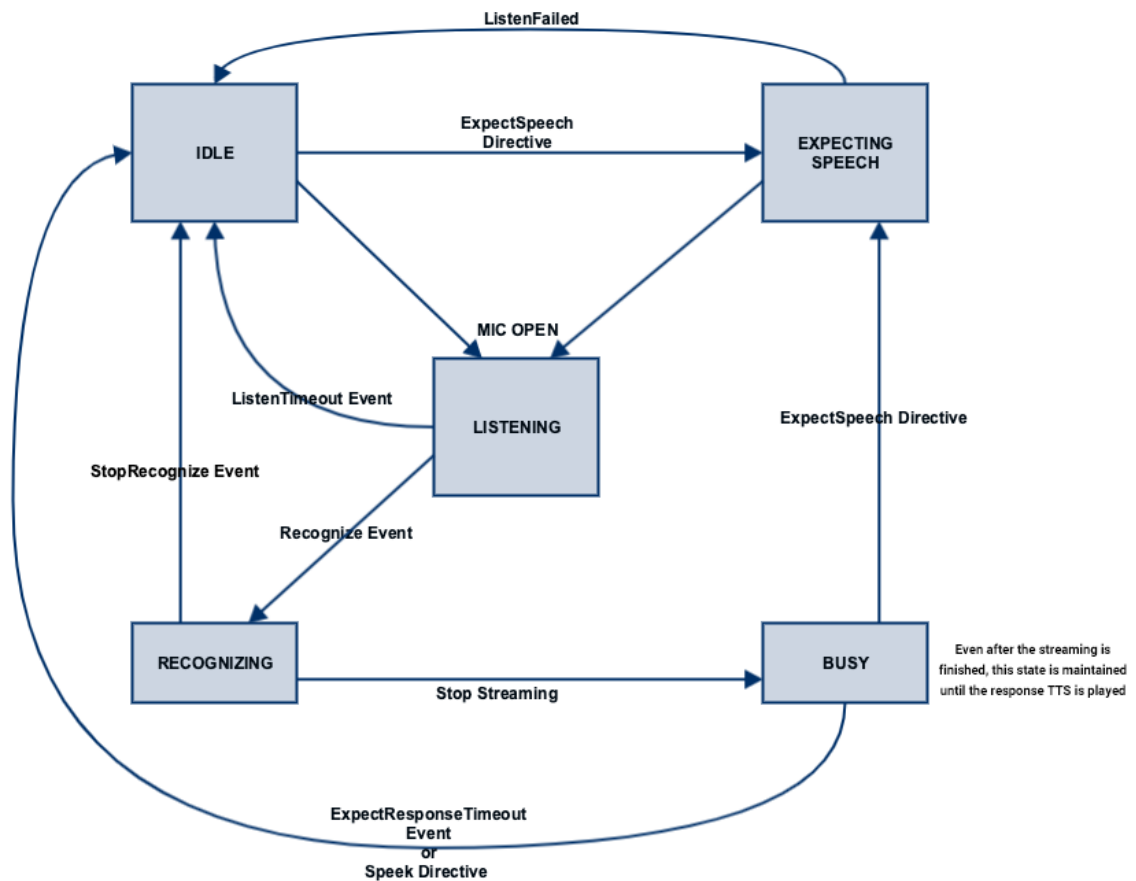 ListenFailed
IDLE
ExpectSpeech
Directive
EXPECTING
SPEECH
MIC OPEN
ListenTimeout Event
LISTENING
ExpectSpeech Directive
StopRecognize Event
Recognize Event
RECOGNIZING
Stop Streaming
BUSY
Even after the streaming is
finished, this state is maintained
until the response TTS is played
ExpectResponseTimeout
Event
or
Speek Directive